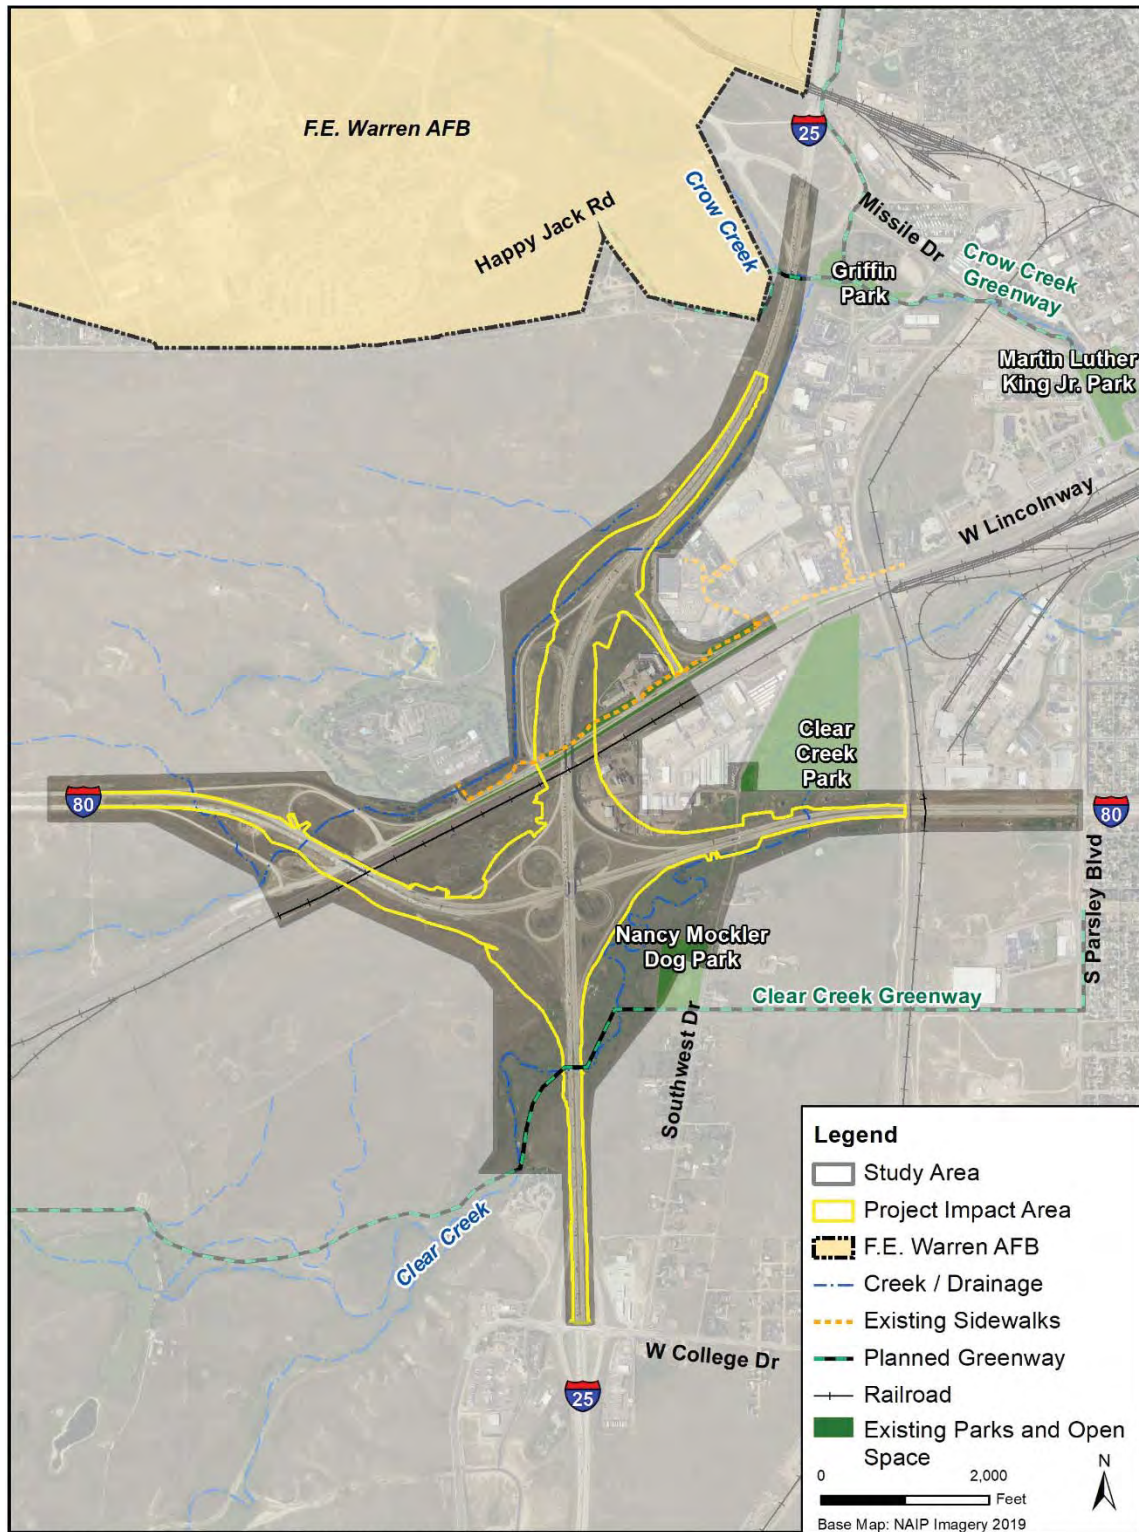 F.E. Warren AFB
25
Crow Creek
Happy Jack Rd
Missile Dr
Crow Creek
Greenway
Griffin
Park
Martin Luther
King Jr. Park
W Lincolnway
Clear
Creek
Park
80
80
S Parsley Blvd
Nancy Mockler
Dog Park
Clear Creek Greenway
Southwest Dr
Clear Creek
W College Dr
25
Legend
Study Area
Project Impact Area
F.E. Warren AFB
Creek / Drainage
Existing Sidewalks
Planned Greenway
Railroad
Existing Parks and Open
Space
N
0 2,000
Feet
Base Map: NAIP Imagery 2019